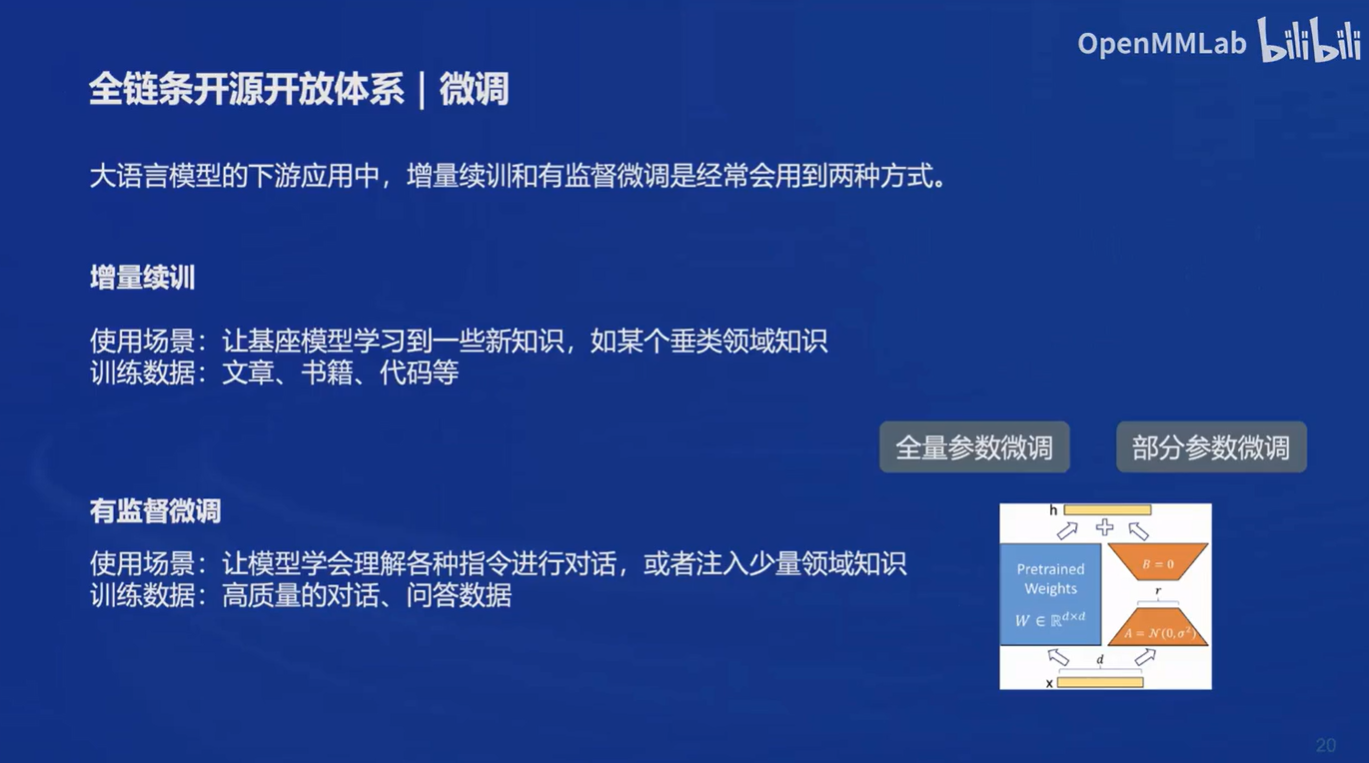 OpenMMLab bilibili
全链条开源开放体系｜微调
大语言模型的下游应用中，增量续训和有监督微调是经常会用到两种方式。
增量续训
使用场景：让基座模型学习到一些新知识，如某个垂类领域知识
训练数据：文章、书籍、代码等
全量参数微调 部分参数微调
有监督微调
使用场景：让模型学会理解各种指令进行对话，或者注入少量领域知识
训练数据：高质量的对话、问答数据
h
Pretrained
Weights
W ∈ ℝ^{d×d}
B = 0
r
A = 𝒩(0,σ²)
d
x
20